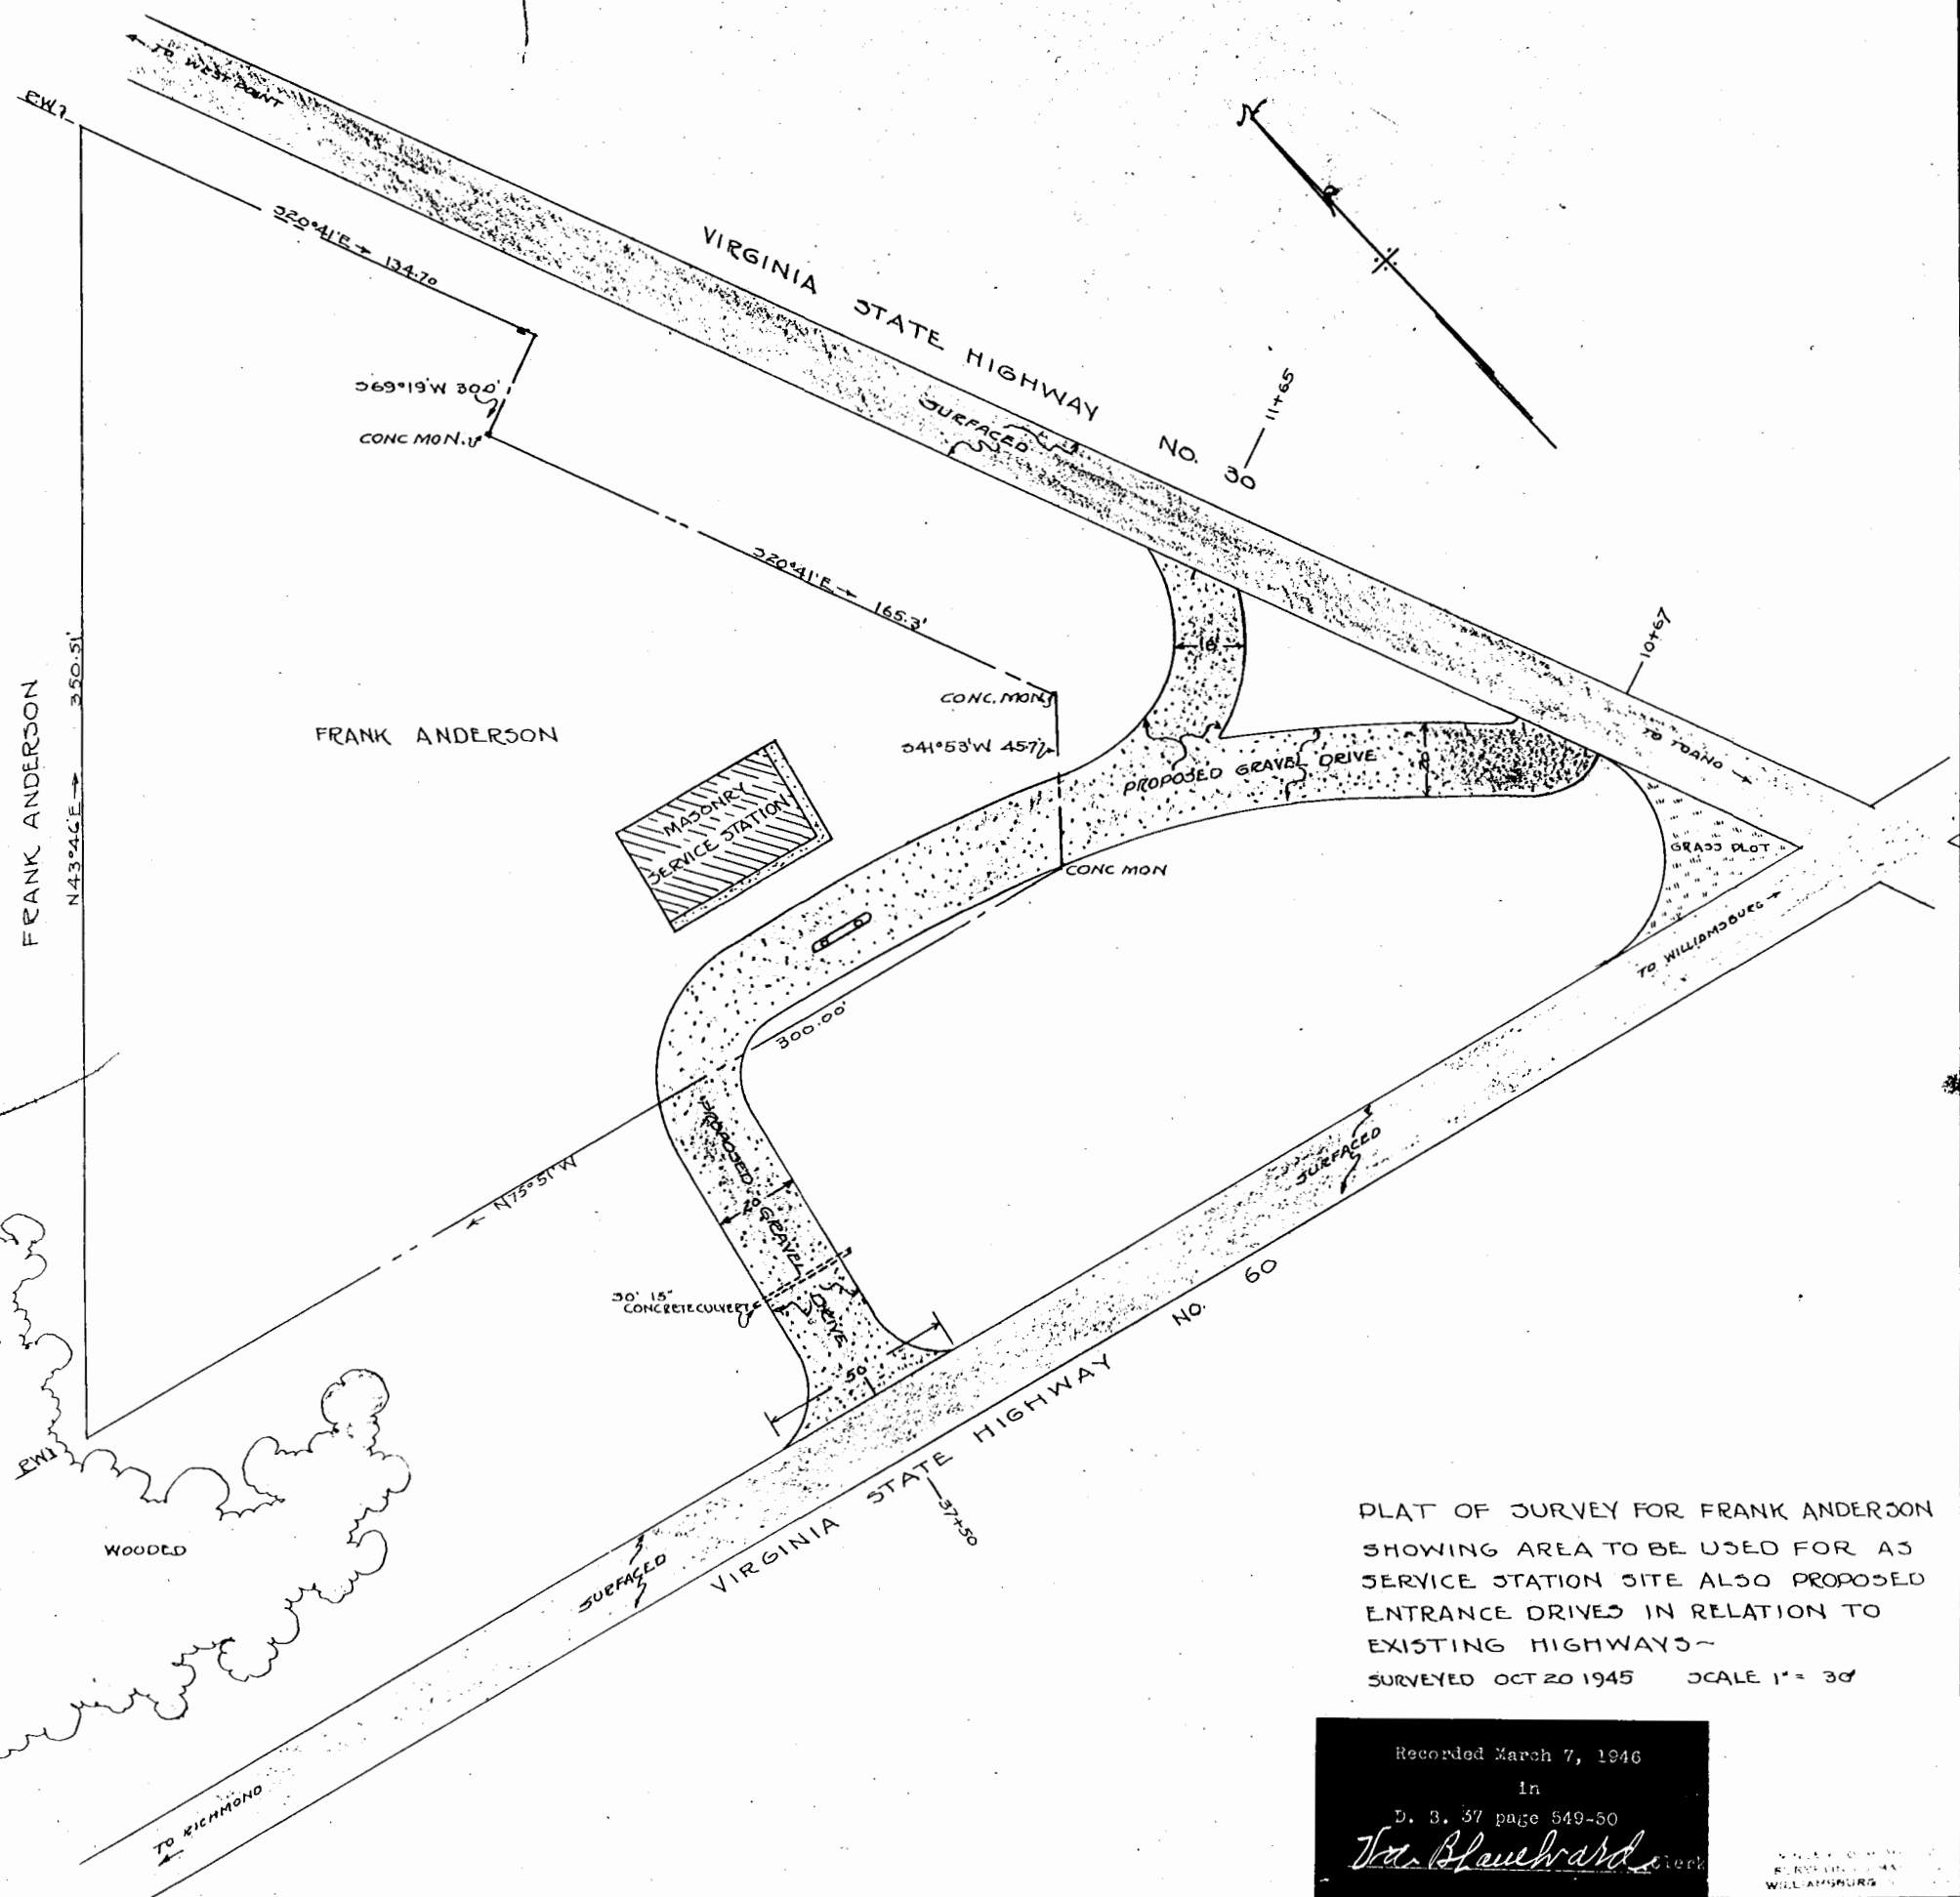 TO WEST POINT
S20°41'E 134.70
VIRGINIA STATE HIGHWAY NO. 30
SURFACED
11+65
S69°19'W 30.0'
CONC MON.
S20°41'E 165.3'
10+67
16
CONC. MON.
S41°53'W 45.7'
TO TOANO
FRANK ANDERSON
N43°46'E 350.51'
FRANK ANDERSON
MASONRY
SERVICE STATION
PROPOSED GRAVEL DRIVE
GRASS PLOT
CONC MON
TO WILLIAMSBURG
300.00'
N75°51'W
PROPOSED GRAVEL DRIVE
20
SURFACED
30' 15"
CONCRETE CULVERT
50
VIRGINIA STATE HIGHWAY NO. 60
37+50
SURFACED
WOODED
TO RICHMOND
PLAT OF SURVEY FOR FRANK ANDERSON
SHOWING AREA TO BE USED FOR AS
SERVICE STATION SITE ALSO PROPOSED
ENTRANCE DRIVES IN RELATION TO
EXISTING HIGHWAYS~
SURVEYED OCT 20 1945 SCALE 1" = 30'
Recorded March 7, 1946
in
D. B. 37 page 549-50
Blanchard Clerk
WILLIAMSBURG